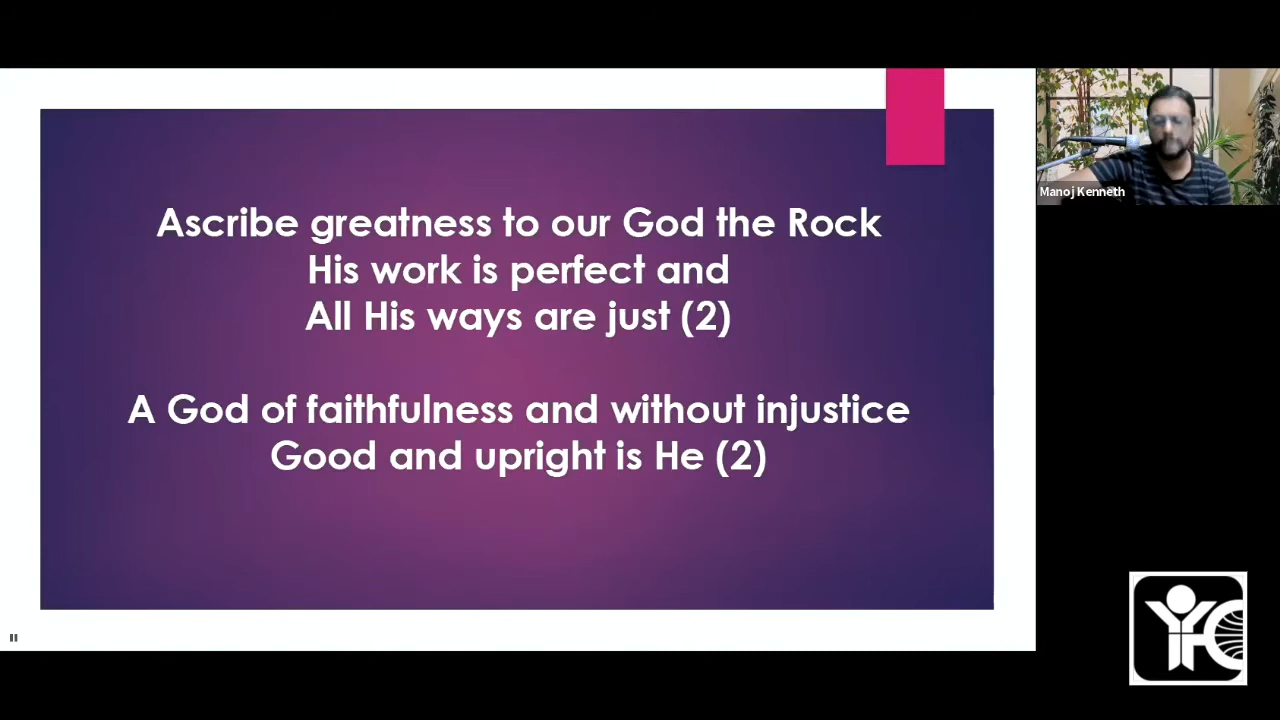 Ascribe greatness to our God the Rock
His work is perfect and
All His ways are just (2)
A God of faithfulness and without injustice
Good and upright is He (2)
Manoj Kenneth
YFC